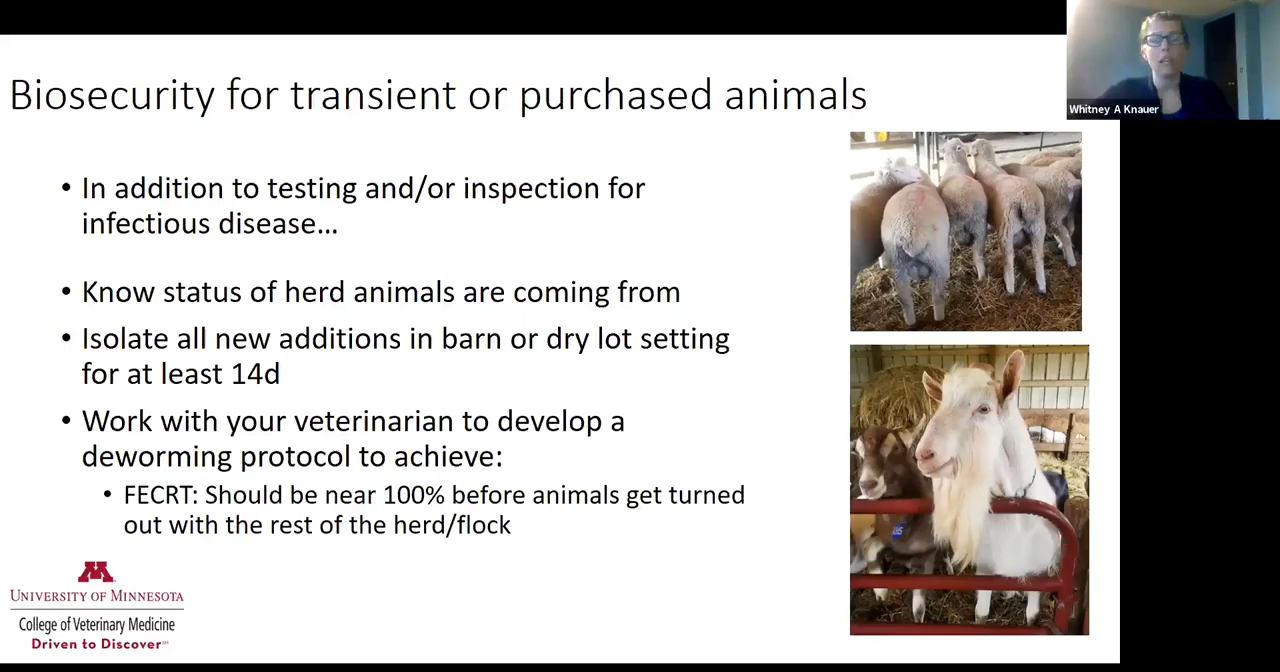 Biosecurity for transient or purchased animals
Whitney A Knauer
• In addition to testing and/or inspection for
infectious disease...
• Know status of herd animals are coming from
• Isolate all new additions in barn or dry lot setting
for at least 14d
• Work with your veterinarian to develop a
deworming protocol to achieve:
• FECRT: Should be near 100% before animals get turned
out with the rest of the herd/flock
M
UNIVERSITY OF MINNESOTA
College of Veterinary Medicine
Driven to Discover℠